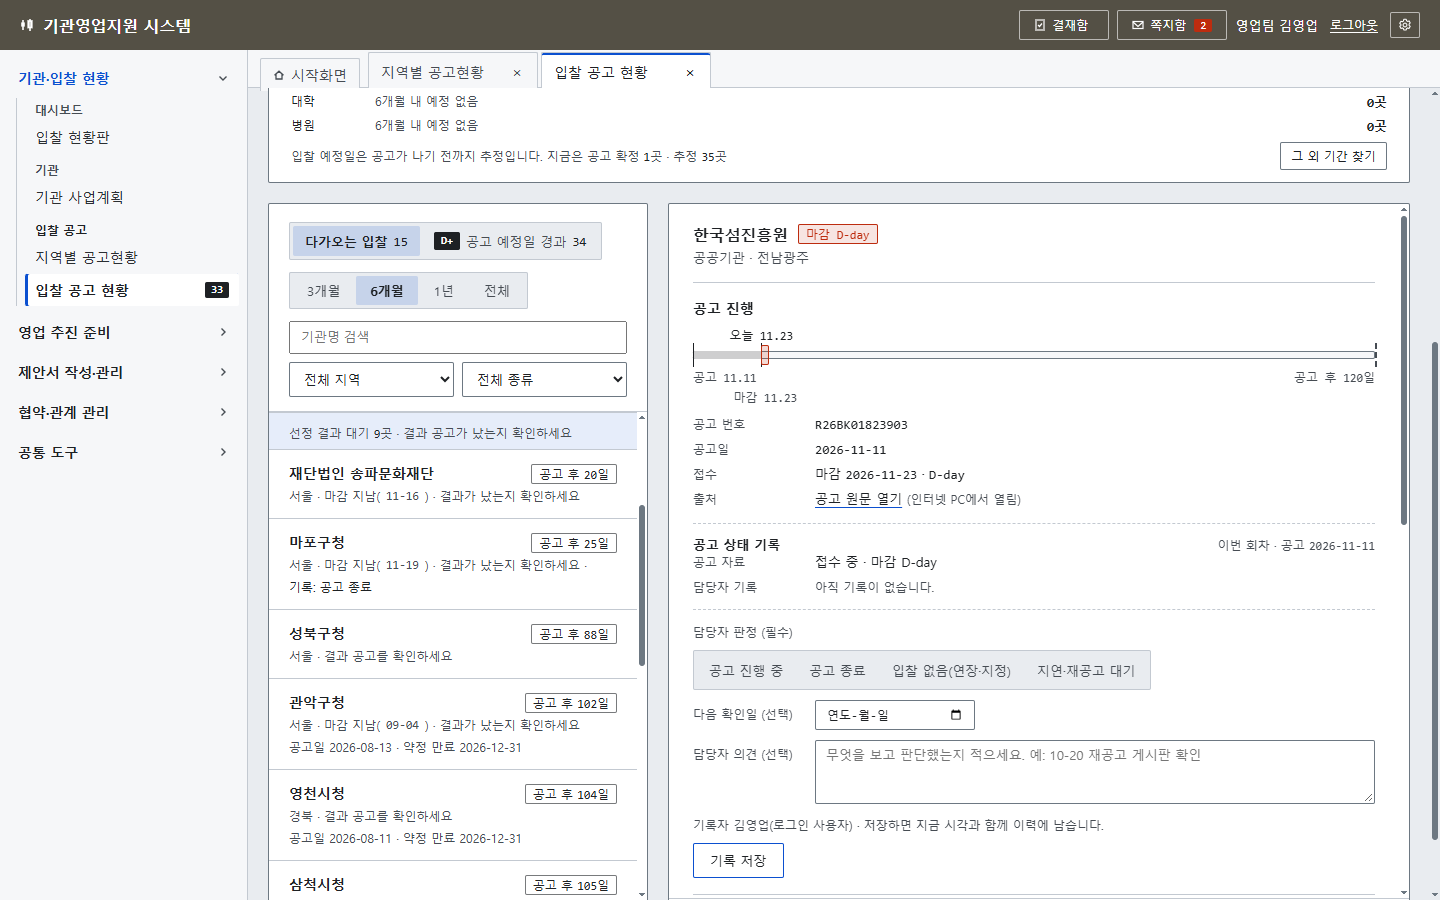 기관영업지원 시스템
결재함
쪽지함 2
영업팀 김영업
로그아웃
기관·입찰 현황
대시보드
입찰 현황판
기관
기관 사업계획
입찰 공고
지역별 공고현황
입찰 공고 현황 33
영업 추진 준비
제안서 작성·관리
협약·관계 관리
공통 도구
시작화면
지역별 공고현황 ×
입찰 공고 현황 ×
대학 6개월 내 예정 없음 0곳
병원 6개월 내 예정 없음 0곳
입찰 예정일은 공고가 나기 전까지 추정입니다. 지금은 공고 확정 1곳 · 추정 35곳
그 외 기간 찾기
다가오는 입찰 15
D+ 공고 예정일 경과 34
3개월 6개월 1년 전체
기관명 검색
전체 지역
전체 종류
선정 결과 대기 9곳 · 결과 공고가 났는지 확인하세요
재단법인 송파문화재단 공고 후 20일
서울 · 마감 지남( 11-16 ) · 결과가 났는지 확인하세요
마포구청 공고 후 25일
서울 · 마감 지남( 11-19 ) · 결과가 났는지 확인하세요 ·
기록: 공고 종료
성북구청 공고 후 88일
서울 · 결과 공고를 확인하세요
관악구청 공고 후 102일
서울 · 마감 지남( 09-04 ) · 결과가 났는지 확인하세요
공고일 2026-08-13 · 약정 만료 2026-12-31
영천시청 공고 후 104일
경북 · 결과 공고를 확인하세요
공고일 2026-08-11 · 약정 만료 2026-12-31
삼척시청 공고 후 105일
한국섬진흥원 마감 D-day
공공기관 · 전남광주
공고 진행
오늘 11.23
공고 11.11
공고 후 120일
마감 11.23
공고 번호 R26BK01823903
공고일 2026-11-11
접수 마감 2026-11-23 · D-day
출처 공고 원문 열기 (인터넷 PC에서 열림)
공고 상태 기록 이번 회차 · 공고 2026-11-11
공고 자료 접수 중 · 마감 D-day
담당자 기록 아직 기록이 없습니다.
담당자 판정 (필수)
공고 진행 중 공고 종료 입찰 없음(연장·지정) 지연·재공고 대기
다음 확인일 (선택) 연도-월-일
담당자 의견 (선택) 무엇을 보고 판단했는지 적으세요. 예: 10-20 재공고 게시판 확인
기록자 김영업(로그인 사용자) · 저장하면 지금 시각과 함께 이력에 남습니다.
기록 저장